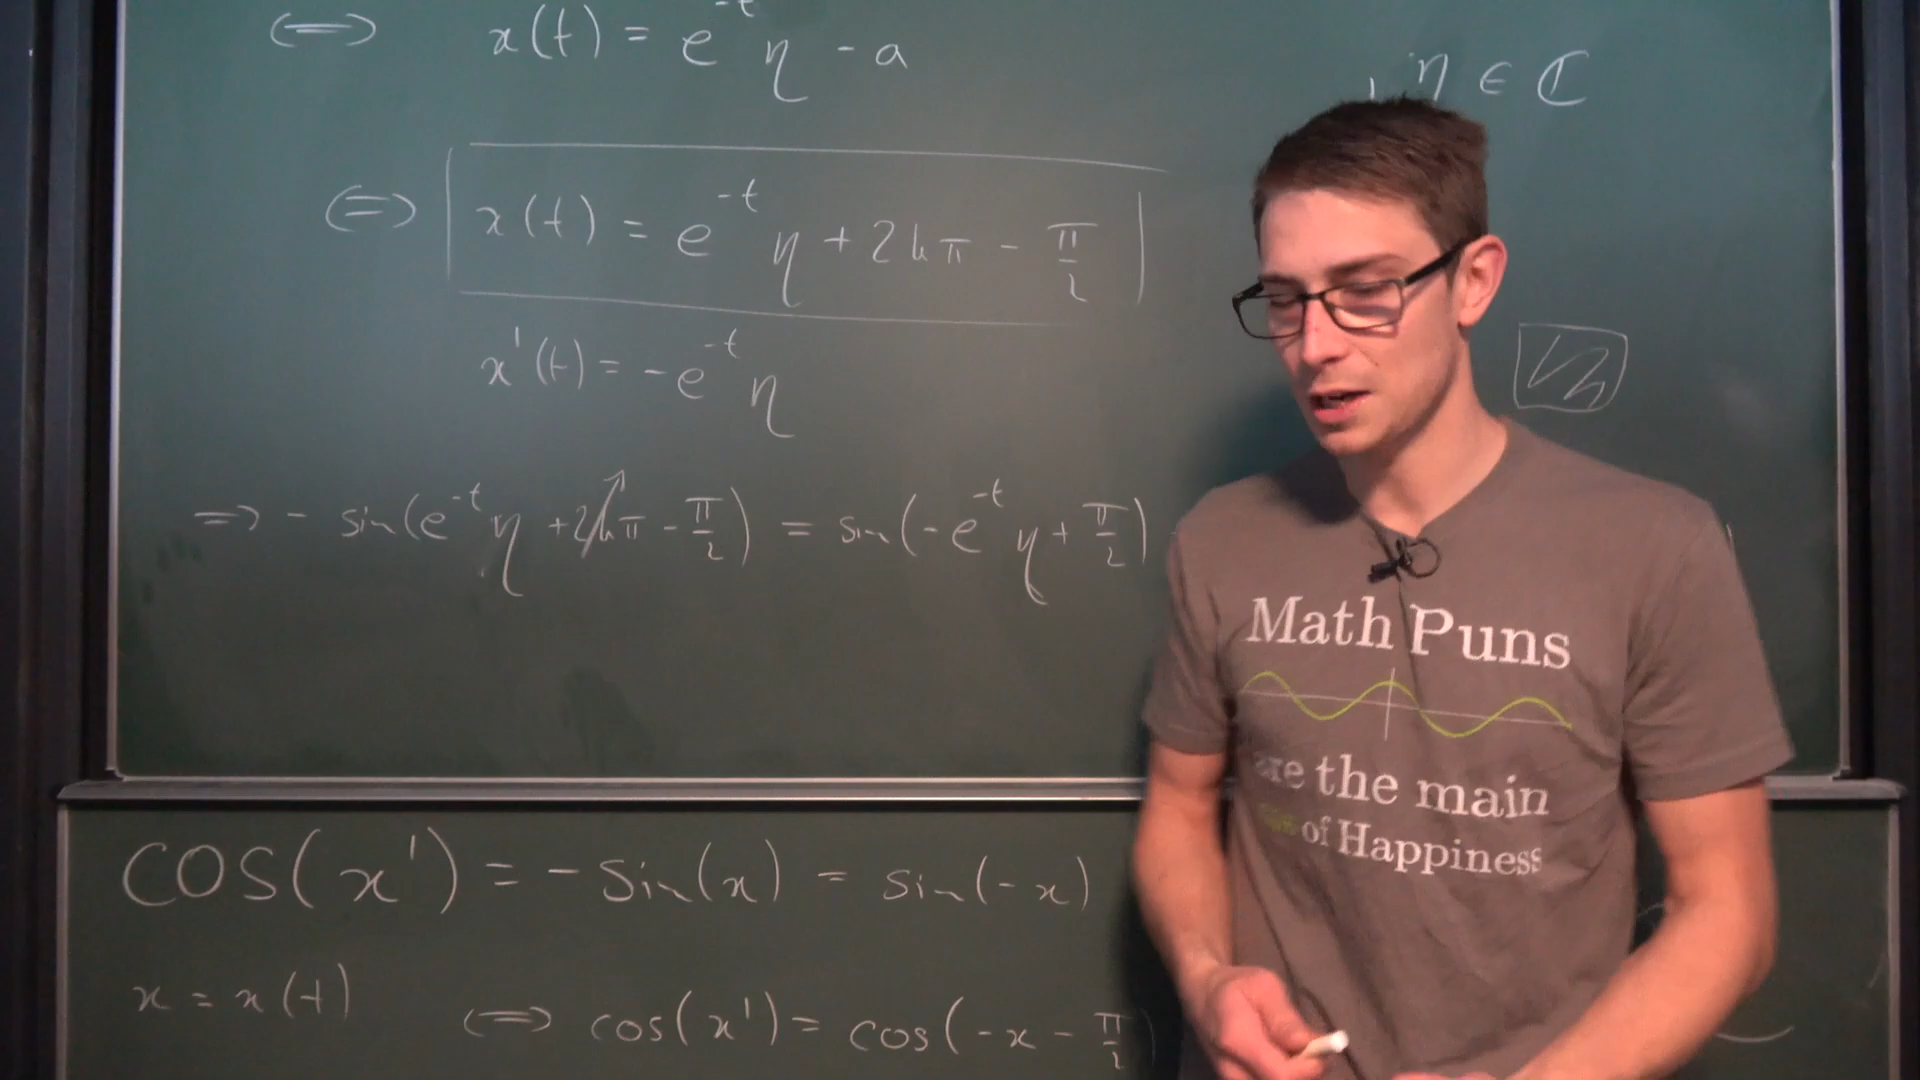 ⟺ x(t) = e^{-t} η - a , η ∈ ℂ
⟺ x(t) = e^{-t} η + 2kπ - π/2
x'(t) = -e^{-t} η
⟹ - sin(e^{-t} η + 2kπ - π/2) = sin(-e^{-t} η + π/2)
Math Puns
are the main
of Happiness
cos(x') = - sin(x) = sin(-x)
x = x(t) ⟺ cos(x') = cos(-x - π/2)